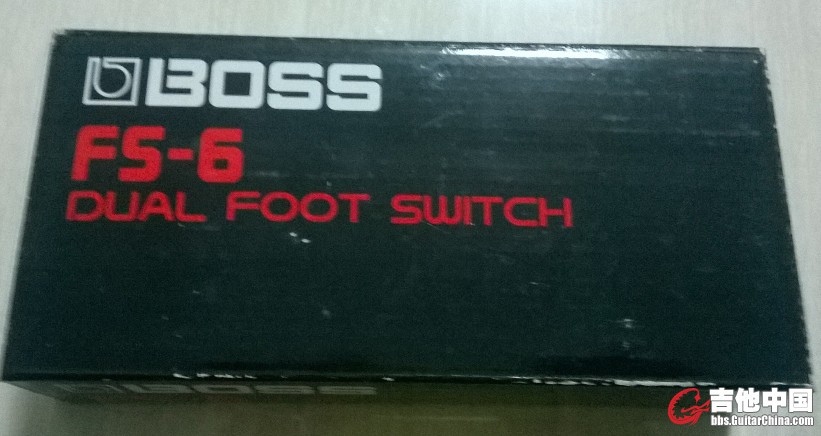 BOSS
FS-6
DUAL FOOT SWITCH
BOSS
吉他中国
bbs.GuitarChina.com